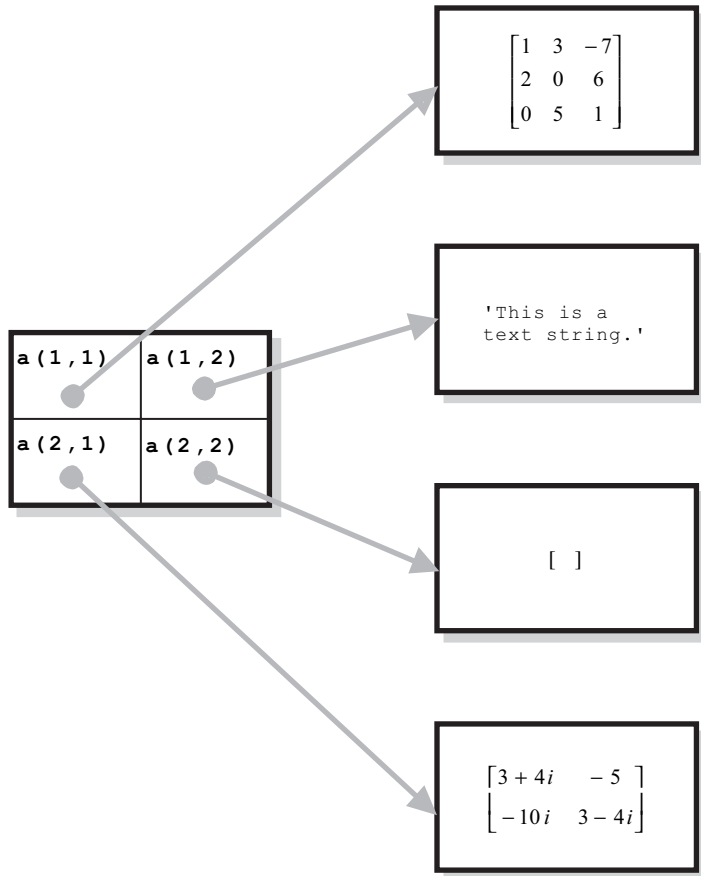 1 3 −7
2 0 6
0 5 1
'This is a
text string.'
a(1,1) a(1,2)
a(2,1) a(2,2)
[ ]
3 + 4i − 5
− 10i 3 − 4i